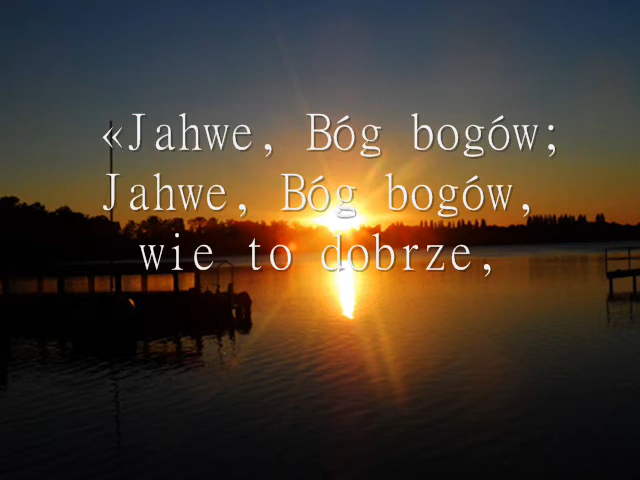 «Jahwe, Bóg bogów;
Jahwe, Bóg bogów,
wie to dobrze,